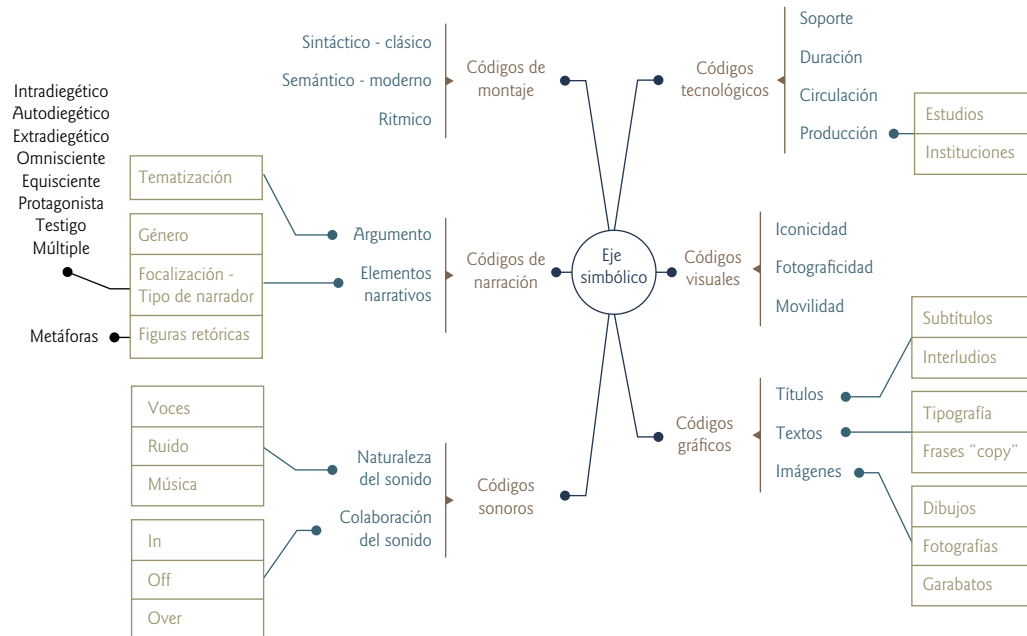 Sintáctico - clásico
Semántico - moderno
Ritmico
Códigos de
montaje
Códigos
tecnológicos
Soporte
Duración
Circulación
Producción
Estudios
Instituciones
Intradiegético
Autodiegético
Extradiegético
Omnisciente
Equisciente
Protagonista
Testigo
Múltiple
Metáforas
Tematización
Género
Focalización -
Tipo de narrador
Figuras retóricas
Argumento
Elementos
narrativos
Códigos de
narración
Eje
simbólico
Códigos
visuales
Iconicidad
Fotograficidad
Movilidad
Voces
Ruido
Música
In
Off
Over
Naturaleza
del sonido
Colaboración
del sonido
Códigos
sonoros
Códigos
gráficos
Títulos
Textos
Imágenes
Subtítulos
Interludios
Tipografía
Frases “copy”
Dibujos
Fotografías
Garabatos